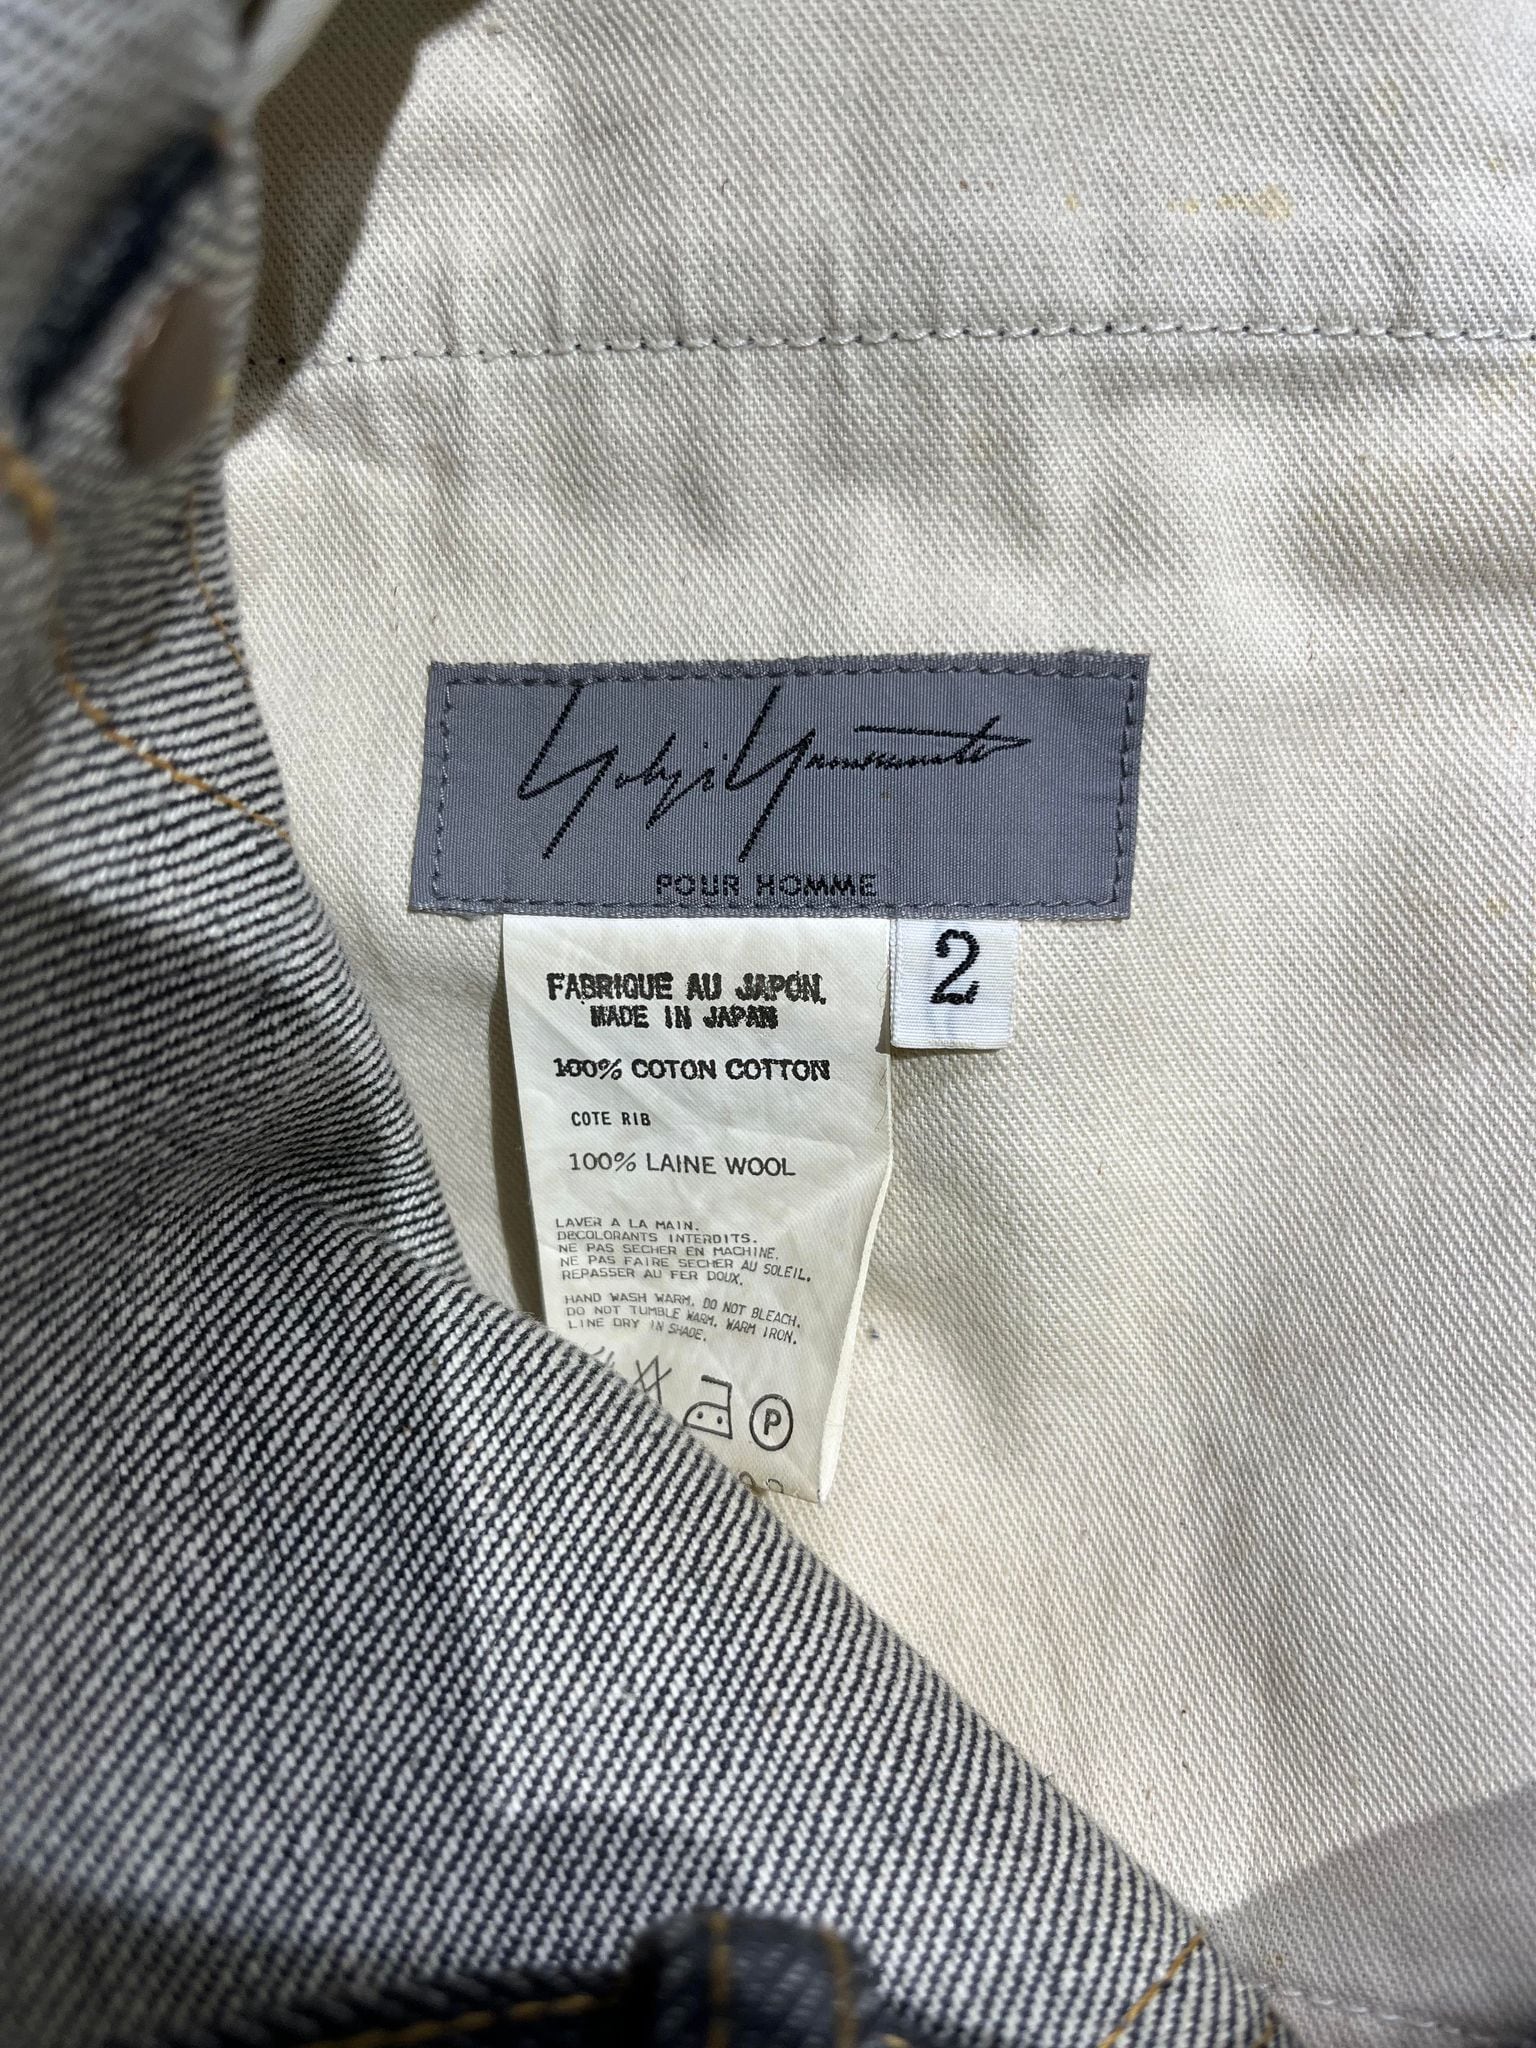 Yohji Yamamoto
POUR HOMME
2
FABRIQUE AU JAPON.
MADE IN JAPAN
100% COTON COTTON
COTE RIB
100% LAINE WOOL
LAVER A LA MAIN.
DECOLORANTS INTERDITS.
NE PAS SECHER EN MACHINE.
NE PAS FAIRE SECHER AU SOLEIL.
REPASSER AU FER DOUX.
HAND WASH WARM. DO NOT BLEACH.
DO NOT TUMBLE WARM. WARM IRON.
LINE DRY IN SHADE.
P